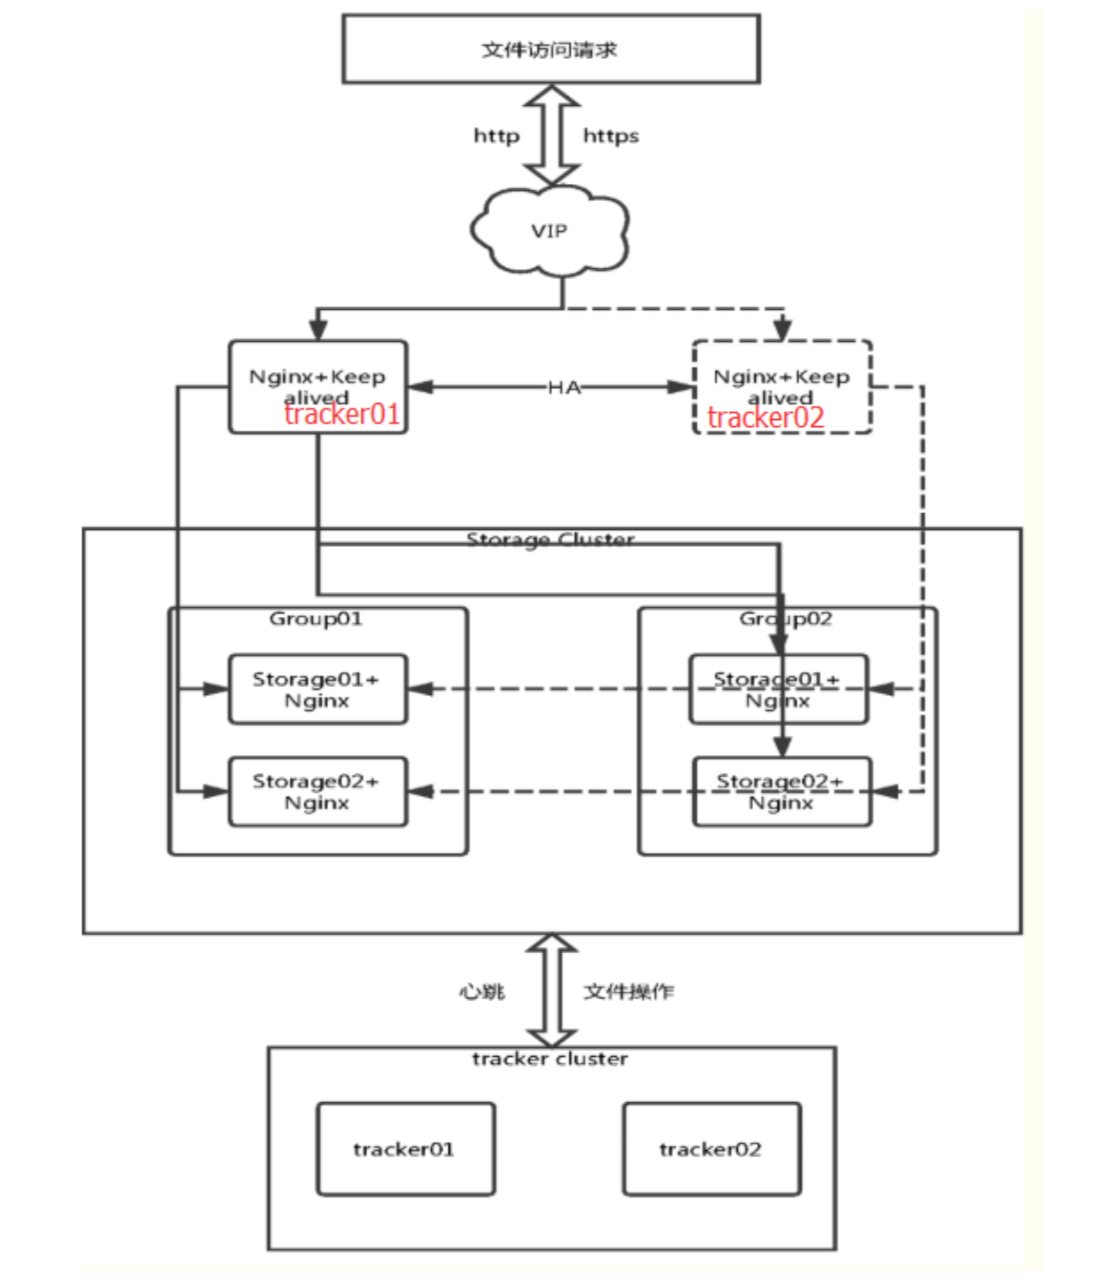 文件访问请求
http
https
VIP
Nginx+Keep
alived
tracker01
HA
Nginx+Keep
alived
tracker02
Storage Cluster
Group01
Group02
Storage01+
Nginx
Storage01+
Nginx
Storage02+
Nginx
Storage02+
Nginx
心跳
文件操作
tracker cluster
tracker01
tracker02